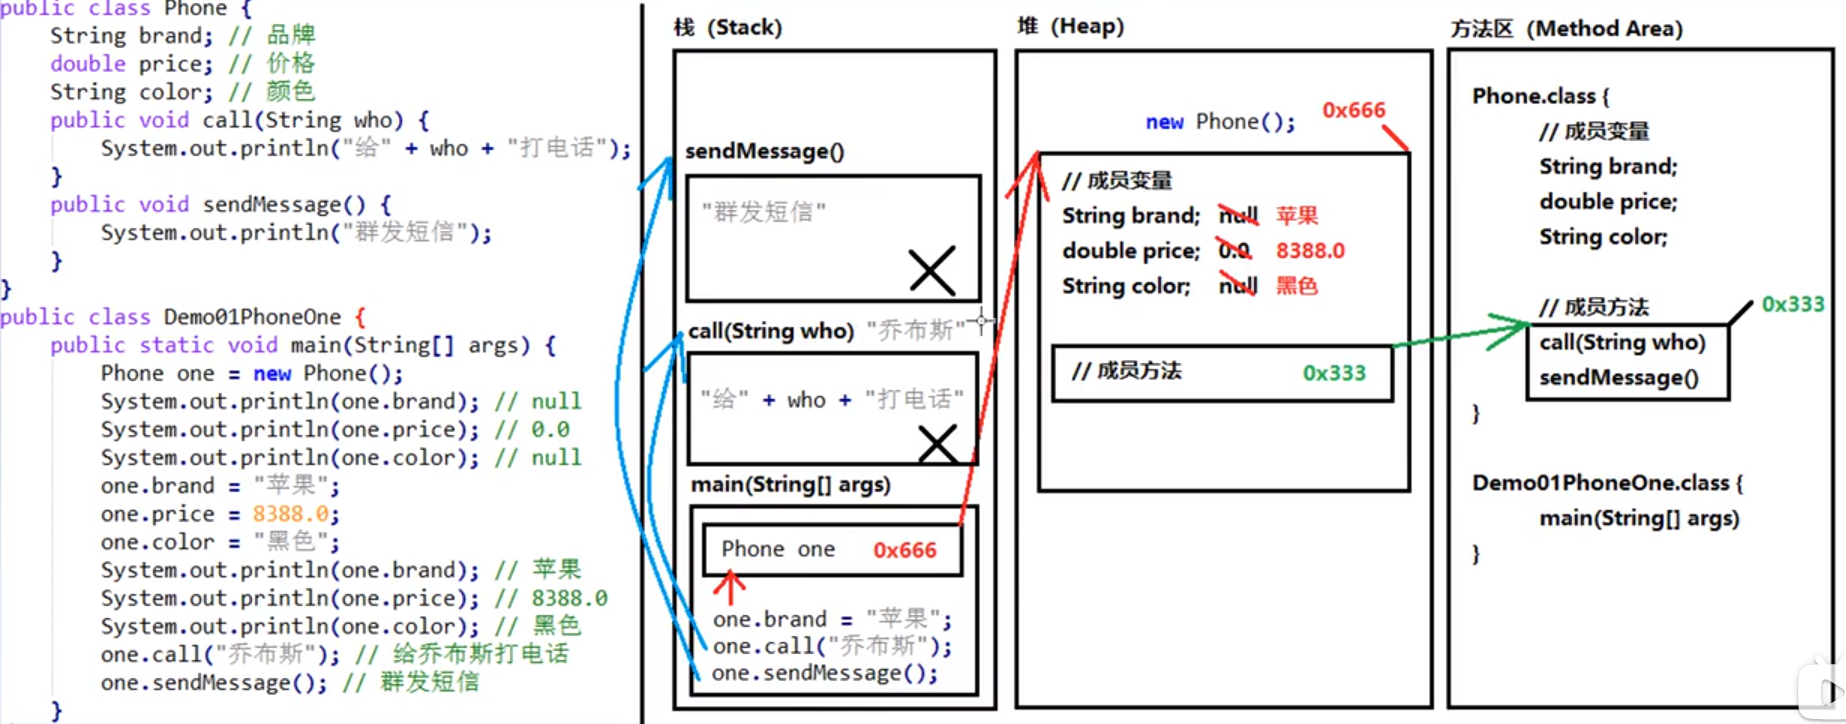 public class Phone {
String brand; // 品牌
double price; // 价格
String color; // 颜色
public void call(String who) {
System.out.println("给" + who + "打电话");
}
public void sendMessage() {
System.out.println("群发短信");
}
}
public class Demo01PhoneOne {
public static void main(String[] args) {
Phone one = new Phone();
System.out.println(one.brand); // null
System.out.println(one.price); // 0.0
System.out.println(one.color); // null
one.brand = "苹果";
one.price = 8388.0;
one.color = "黑色";
System.out.println(one.brand); // 苹果
System.out.println(one.price); // 8388.0
System.out.println(one.color); // 黑色
one.call("乔布斯"); // 给乔布斯打电话
one.sendMessage(); // 群发短信
}
栈 (Stack)
sendMessage()
"群发短信"
call(String who) "乔布斯"
"给" + who + "打电话"
main(String[] args)
Phone one 0x666
one.brand = "苹果";
one.call("乔布斯");
one.sendMessage();
堆 (Heap)
new Phone(); 0x666
// 成员变量
String brand; null 苹果
double price; 0.0 8388.0
String color; null 黑色
// 成员方法 0x333
方法区 (Method Area)
Phone.class {
// 成员变量
String brand;
double price;
String color;
// 成员方法 0x333
call(String who)
sendMessage()
}
Demo01PhoneOne.class {
main(String[] args)
}